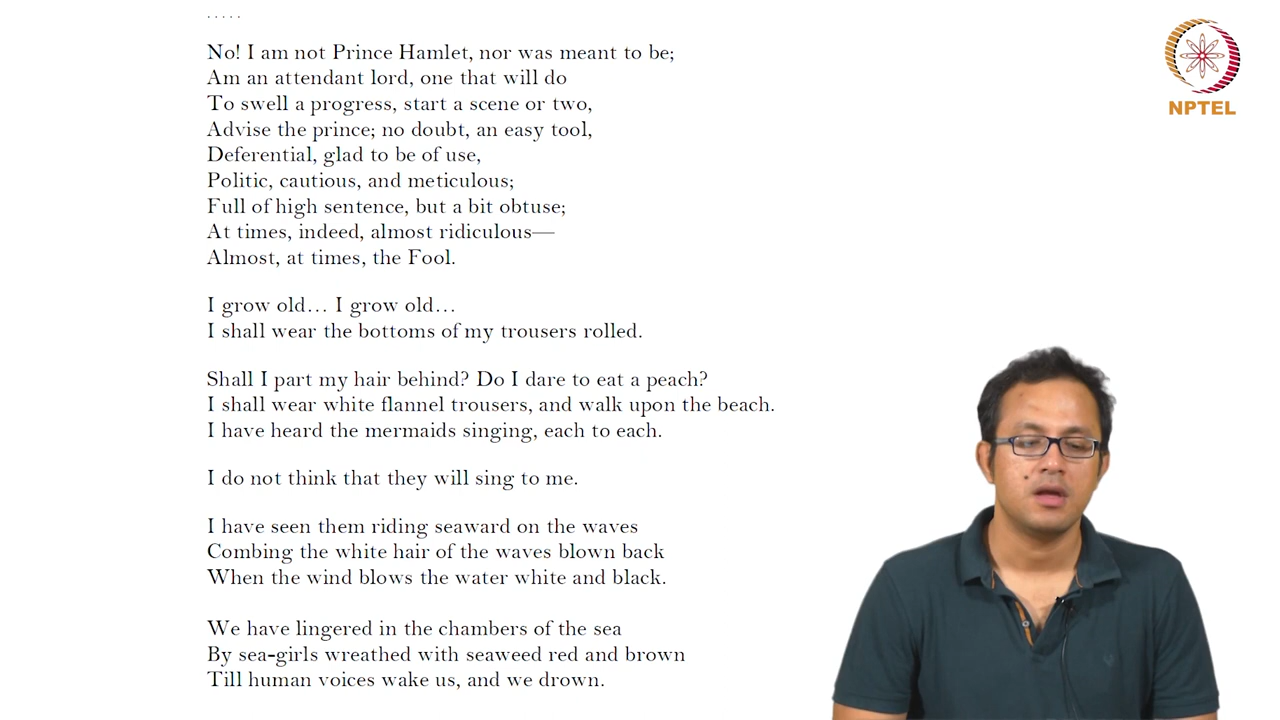 .....
No! I am not Prince Hamlet, nor was meant to be;
Am an attendant lord, one that will do
To swell a progress, start a scene or two,
Advise the prince; no doubt, an easy tool,
Deferential, glad to be of use,
Politic, cautious, and meticulous;
Full of high sentence, but a bit obtuse;
At times, indeed, almost ridiculous—
Almost, at times, the Fool.
I grow old… I grow old…
I shall wear the bottoms of my trousers rolled.
Shall I part my hair behind? Do I dare to eat a peach?
I shall wear white flannel trousers, and walk upon the beach.
I have heard the mermaids singing, each to each.
I do not think that they will sing to me.
I have seen them riding seaward on the waves
Combing the white hair of the waves blown back
When the wind blows the water white and black.
We have lingered in the chambers of the sea
By sea-girls wreathed with seaweed red and brown
Till human voices wake us, and we drown.
NPTEL